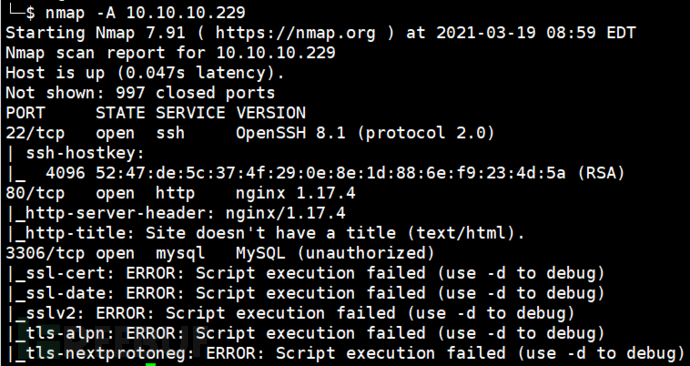 └─$ nmap -A 10.10.10.229
Starting Nmap 7.91 ( https://nmap.org ) at 2021-03-19 08:59 EDT
Nmap scan report for 10.10.10.229
Host is up (0.047s latency).
Not shown: 997 closed ports
PORT     STATE SERVICE VERSION
22/tcp   open  ssh     OpenSSH 8.1 (protocol 2.0)
| ssh-hostkey:
|_  4096 52:47:de:5c:37:4f:29:0e:8e:1d:88:6e:f9:23:4d:5a (RSA)
80/tcp   open  http    nginx 1.17.4
|_http-server-header: nginx/1.17.4
|_http-title: Site doesn't have a title (text/html).
3306/tcp open  mysql   MySQL (unauthorized)
|_ssl-cert: ERROR: Script execution failed (use -d to debug)
|_ssl-date: ERROR: Script execution failed (use -d to debug)
|_sslv2: ERROR: Script execution failed (use -d to debug)
|_tls-alpn: ERROR: Script execution failed (use -d to debug)
|_tls-nextprotoneg: ERROR: Script execution failed (use -d to debug)